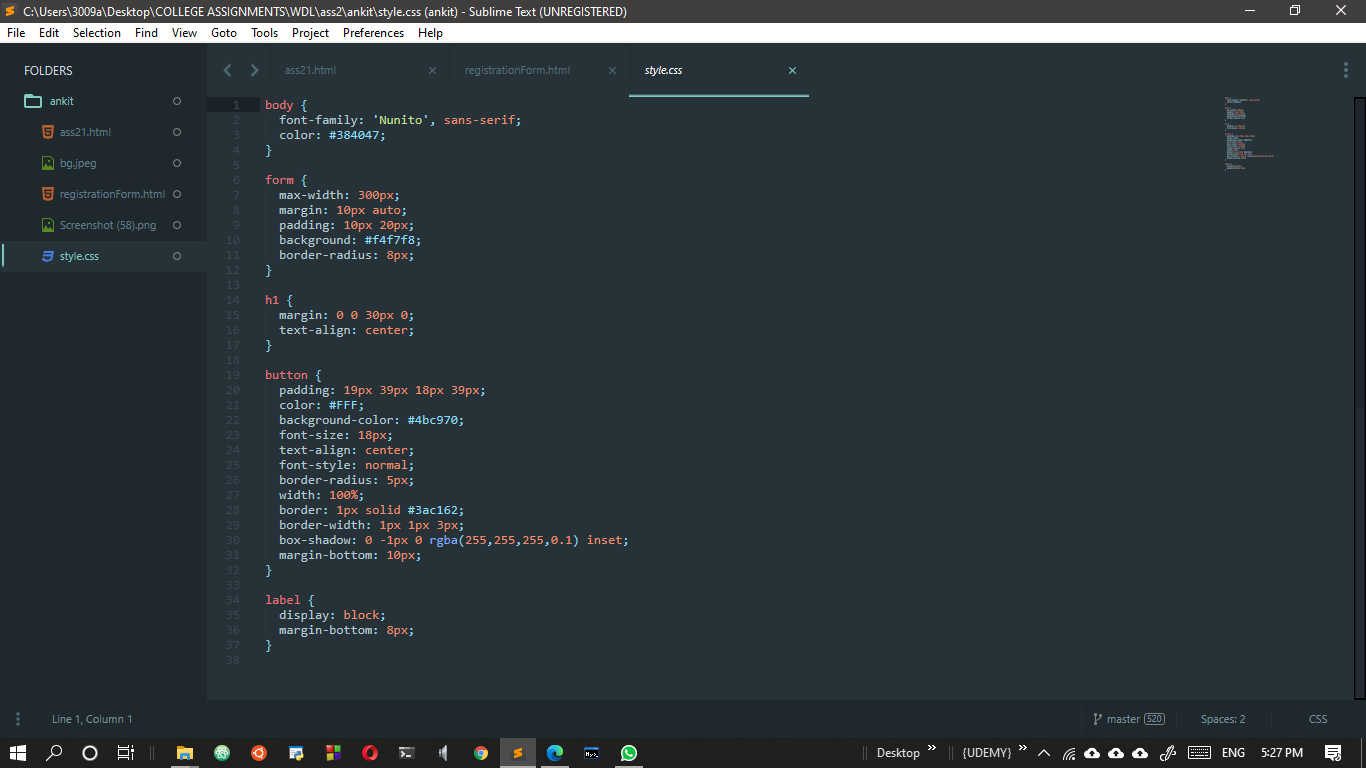 C:\Users\3009a\Desktop\COLLEGE ASSIGNMENTS\WDL\ass2\ankit\style.css (ankit) - Sublime Text (UNREGISTERED)
File Edit Selection Find View Goto Tools Project Preferences Help
FOLDERS
ankit
ass21.html
bg.jpeg
registrationForm.html
Screenshot (58).png
style.css
ass21.html registrationForm.html style.css
1 body {
2   font-family: 'Nunito', sans-serif;
3   color: #384047;
4 }
5
6 form {
7   max-width: 300px;
8   margin: 10px auto;
9   padding: 10px 20px;
10   background: #f4f7f8;
11   border-radius: 8px;
12 }
13
14 h1 {
15   margin: 0 0 30px 0;
16   text-align: center;
17 }
18
19 button {
20   padding: 19px 39px 18px 39px;
21   color: #FFF;
22   background-color: #4bc970;
23   font-size: 18px;
24   text-align: center;
25   font-style: normal;
26   border-radius: 5px;
27   width: 100%;
28   border: 1px solid #3ac162;
29   border-width: 1px 1px 3px;
30   box-shadow: 0 -1px 0 rgba(255,255,255,0.1) inset;
31   margin-bottom: 10px;
32 }
33
34 label {
35   display: block;
36   margin-bottom: 8px;
37 }
38
Line 1, Column 1 master 520 Spaces: 2 CSS
Desktop » {UDEMY} » ENG 5:27 PM